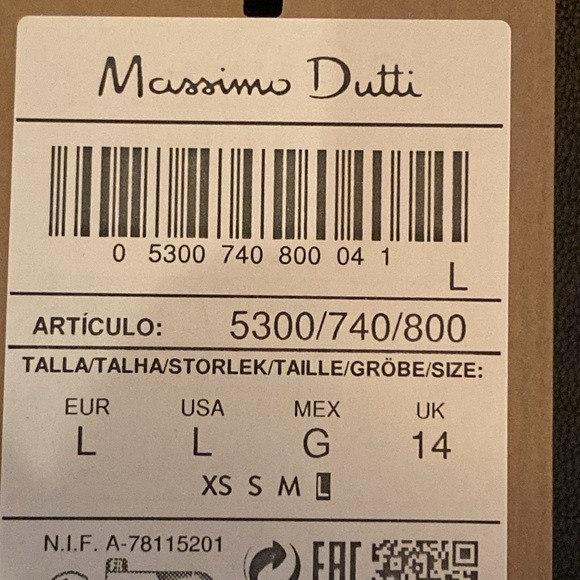 Massimo Dutti
0 5300 740 800 04 1
L
ARTÍCULO: 5300/740/800
TALLA/TALHA/STORLEK/TAILLE/GRÖBE/SIZE:
EUR USA MEX UK
L L G 14
XS S M L
N.I.F. A-78115201
EAC